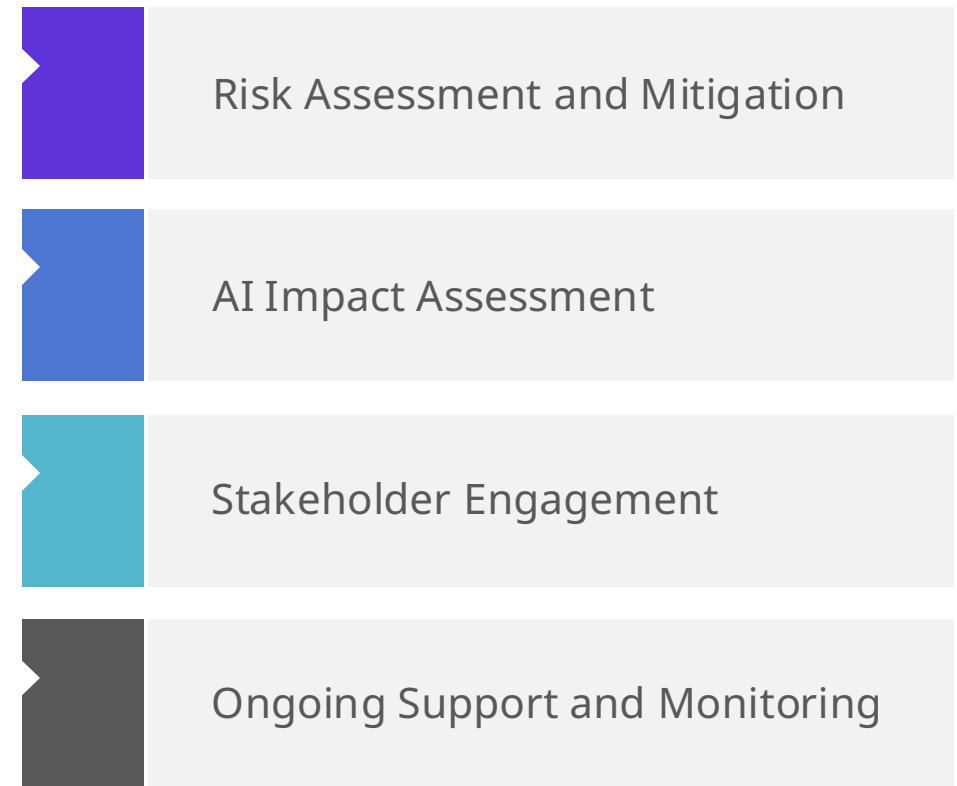 Risk Assessment and Mitigation
AI Impact Assessment
Stakeholder Engagement
Ongoing Support and Monitoring